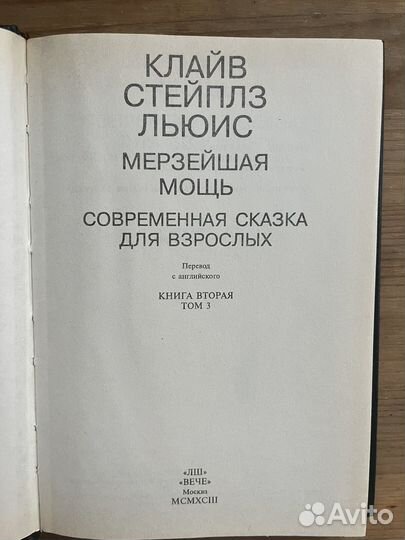 КЛАЙВ
СТЕЙПЛЗ
ЛЬЮИС
МЕРЗЕЙШАЯ
МОЩЬ
СОВРЕМЕННАЯ СКАЗКА
ДЛЯ ВЗРОСЛЫХ
Перевод
с английского
КНИГА ВТОРАЯ
ТОМ 3
«ЛШ»
"ВЕЧЕ"
Москва
MCMXCIII
Avito